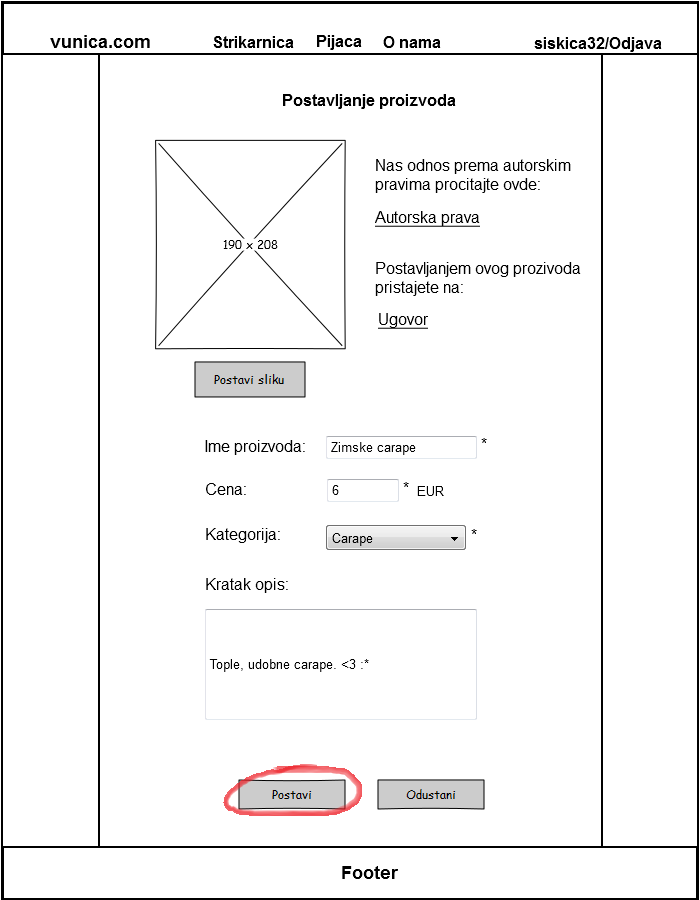 vunica.com Strikarnica Pijaca O nama siskica32/Odjava
Postavljanje proizvoda
190 x 208
Nas odnos prema autorskim
pravima procitajte ovde:
Autorska prava
Postavljanjem ovog prozivoda
pristajete na:
Ugovor
Postavi sliku
Ime proizvoda: Zimske carape *
Cena: 6 * EUR
Kategorija: Carape *
Kratak opis:
Tople, udobne carape. <3 :*
Postavi Odustani
Footer